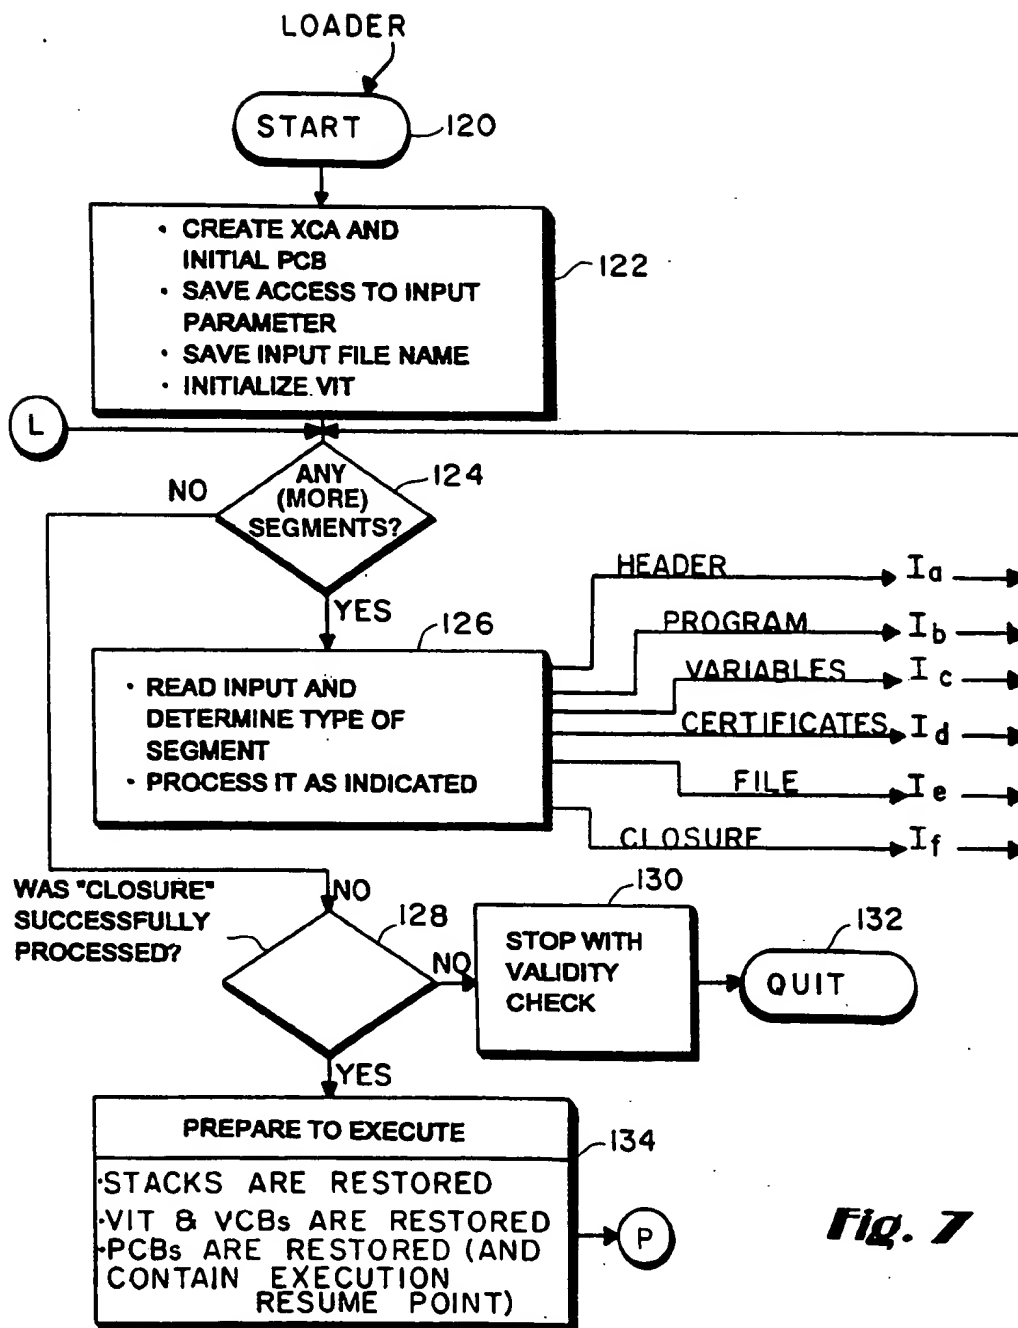 LOADER
START
120
• CREATE XCA AND
INITIAL PCB
• SAVE ACCESS TO INPUT
PARAMETER
• SAVE INPUT FILE NAME
• INITIALIZE VIT
122
L
ANY
(MORE)
SEGMENTS?
124
NO
YES
126
• READ INPUT AND
DETERMINE TYPE OF
SEGMENT
• PROCESS IT AS INDICATED
HEADER
Ia
PROGRAM
Ib
VARIABLES
Ic
CERTIFICATES
Id
FILE
Ie
CLOSURE
If
WAS "CLOSURE"
SUCCESSFULLY
PROCESSED?
NO
128
NO
130
STOP WITH
VALIDITY
CHECK
132
QUIT
YES
PREPARE TO EXECUTE
134
•STACKS ARE RESTORED
•VIT & VCBs ARE RESTORED
•PCBs ARE RESTORED (AND
CONTAIN EXECUTION
RESUME POINT)
P
Fig. 7